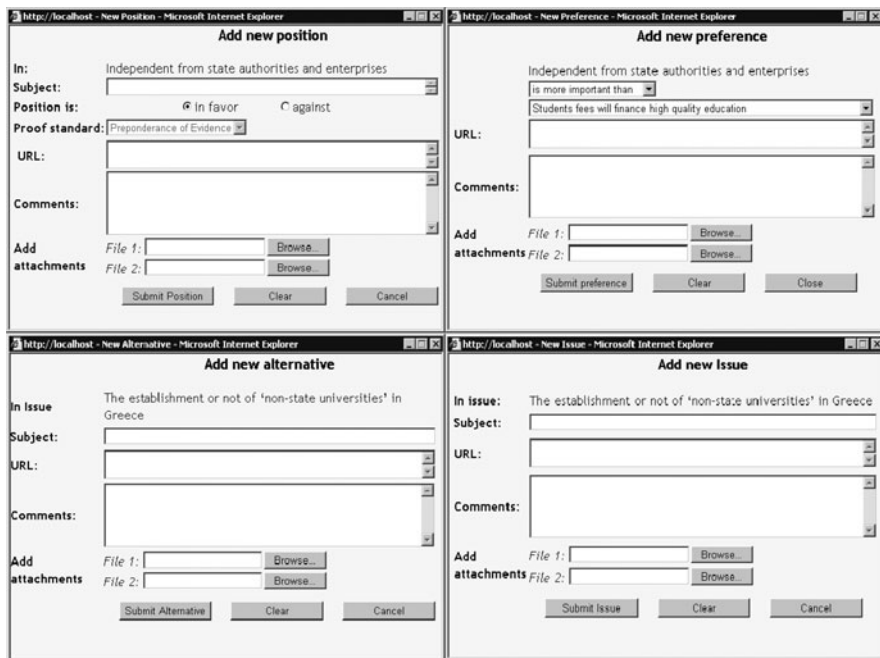 http://localhost - New Position - Microsoft Internet Explorer
Add new position
In: Independent from state authorities and enterprises
Subject:
Position is: in favor against
Proof standard: Preponderance of Evidence
URL:
Comments:
Add attachments
File 1: Browse...
File 2: Browse...
Submit Position Clear Cancel
http://localhost - New Preference - Microsoft Internet Explorer
Add new preference
Independent from state authorities and enterprises
is more important than
Students fees will finance high quality education
URL:
Comments:
Add attachments
File 1: Browse...
File 2: Browse...
Submit preference Clear Close
http://localhost - New Alternative - Microsoft Internet Explorer
Add new alternative
In Issue The establishment or not of ‘non-state universities’ in
Greece
Subject:
URL:
Comments:
Add attachments
File 1: Browse...
File 2: Browse...
Submit Alternative Clear Cancel
http://localhost - New Issue - Microsoft Internet Explorer
Add new Issue
In issue: The establishment or not of ‘non-state universities’ in Greece
Subject:
URL:
Comments:
Add attachments
File 1: Browse...
File 2: Browse...
Submit Issue Clear Cancel